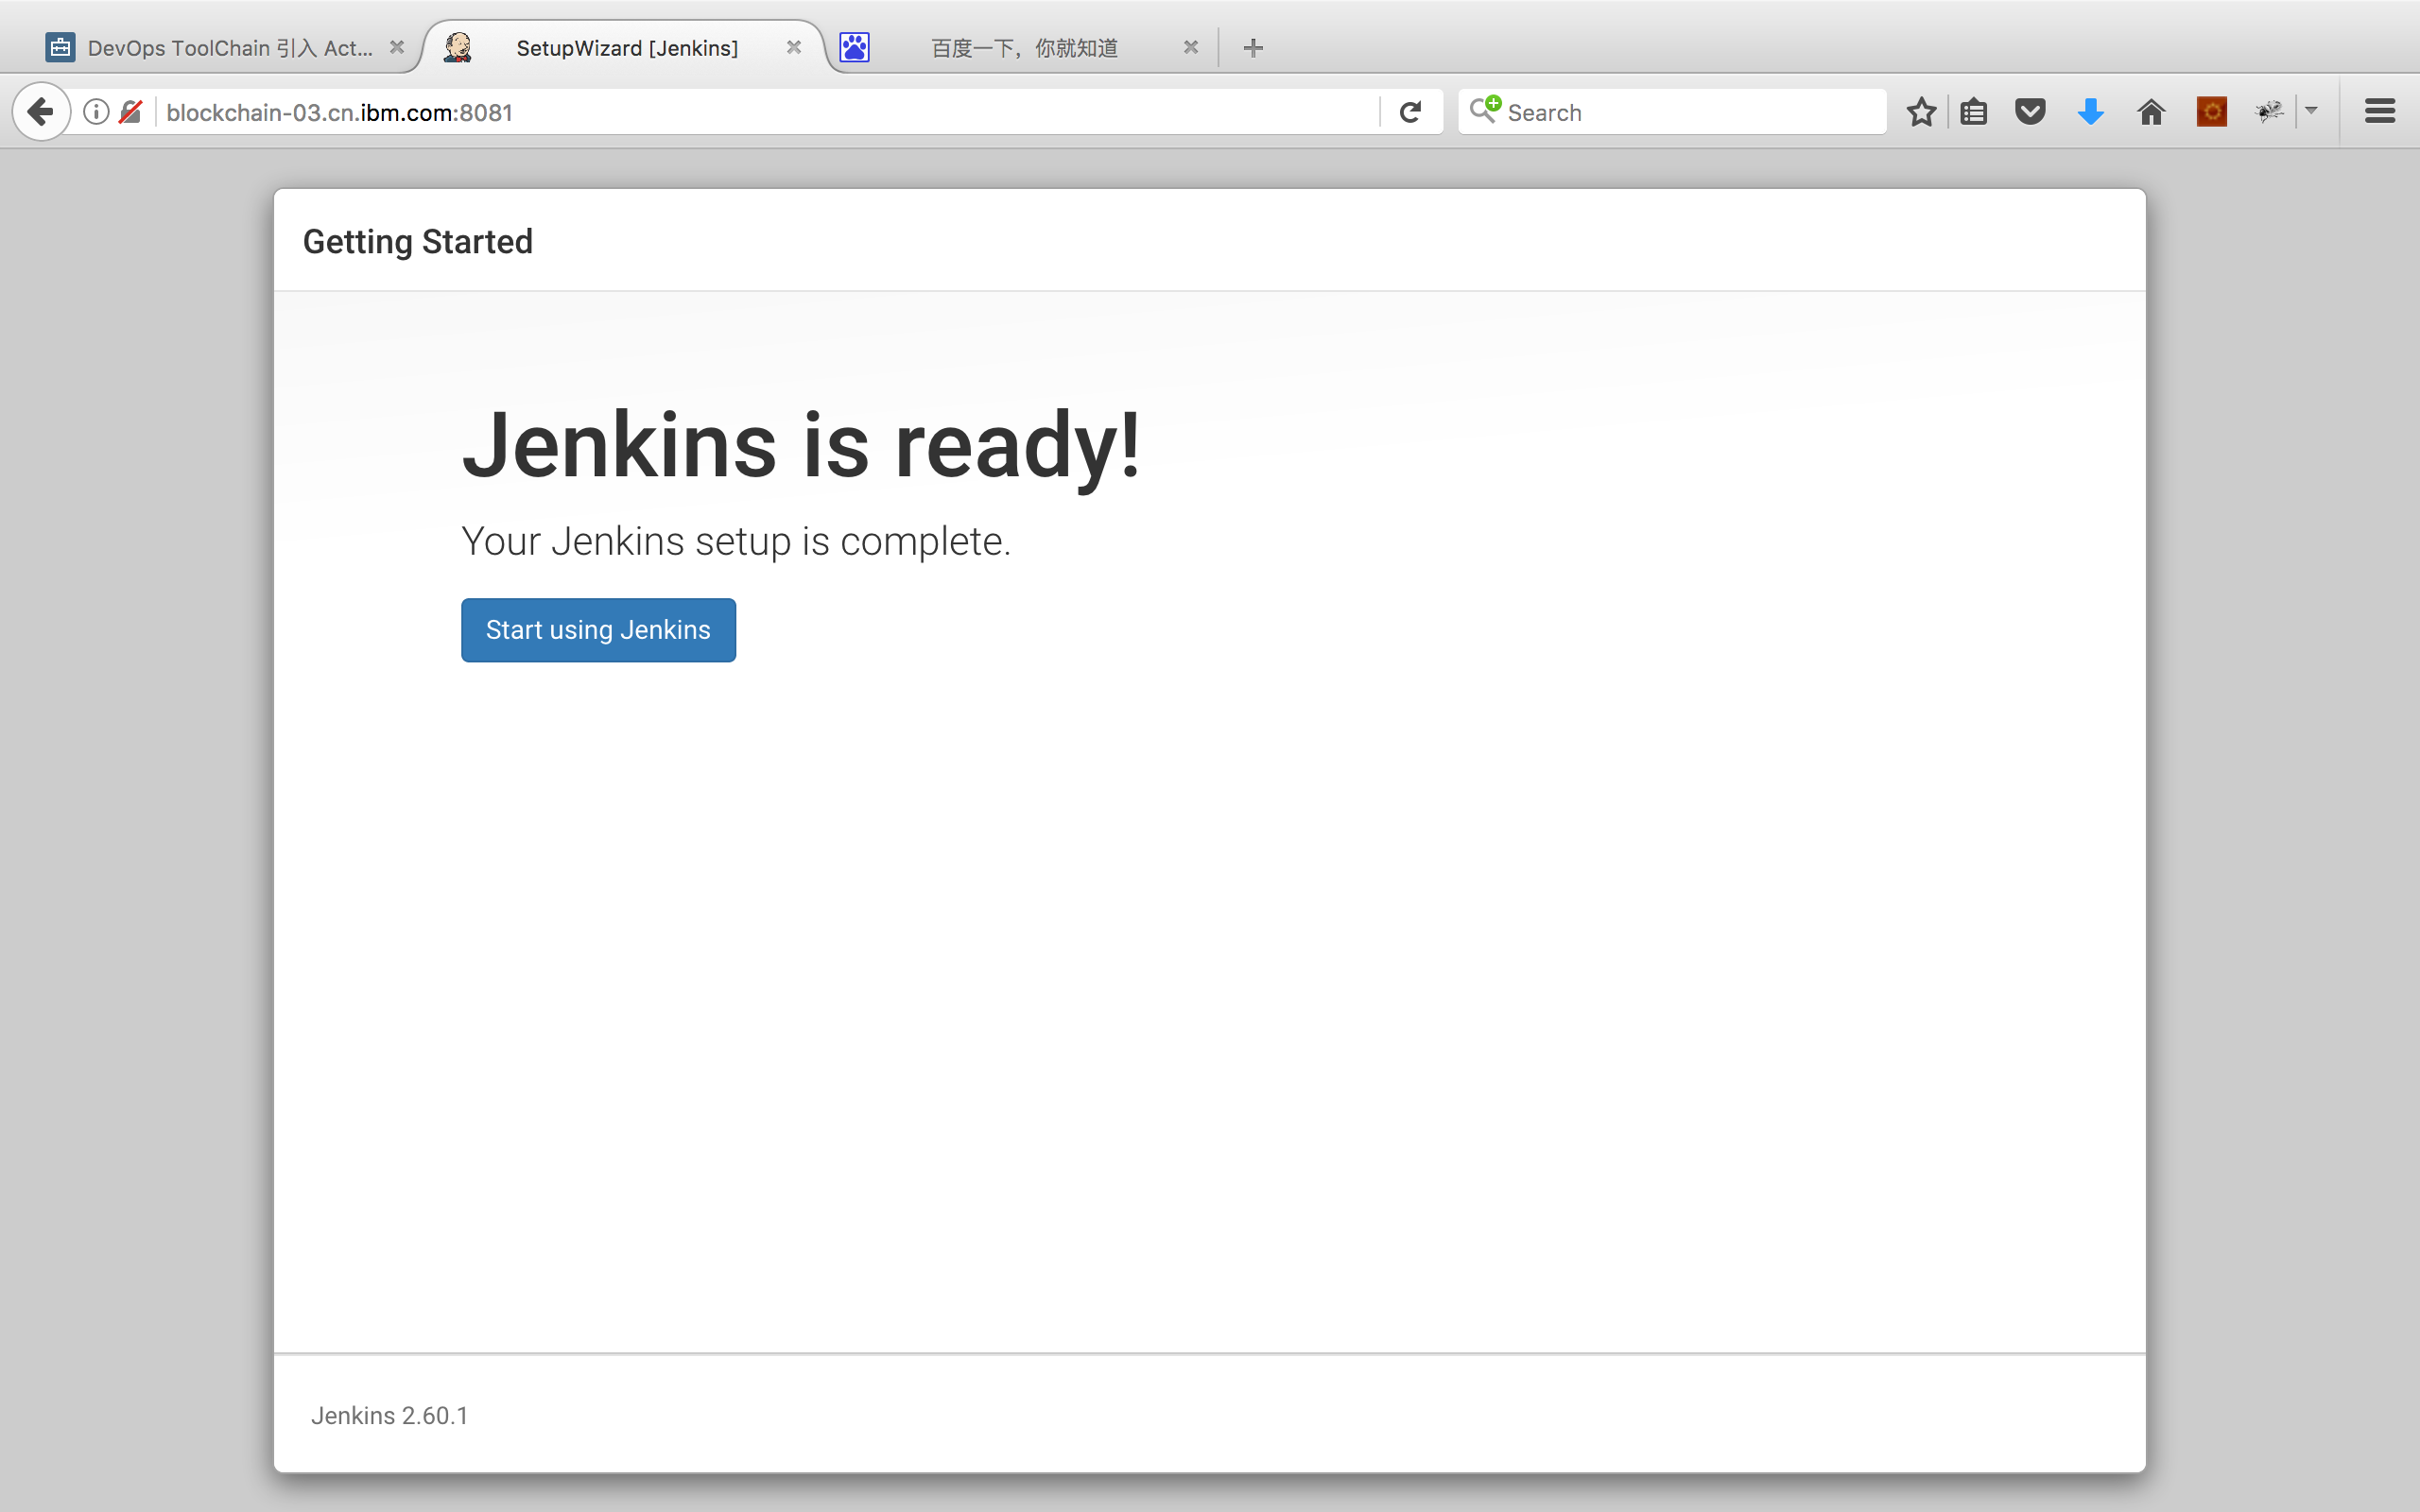 DevOps ToolChain 引入 Act...
SetupWizard [Jenkins]
百度一下，你就知道
blockchain-03.cn.ibm.com:8081
Search
Getting Started
Jenkins is ready!
Your Jenkins setup is complete.
Start using Jenkins
Jenkins 2.60.1